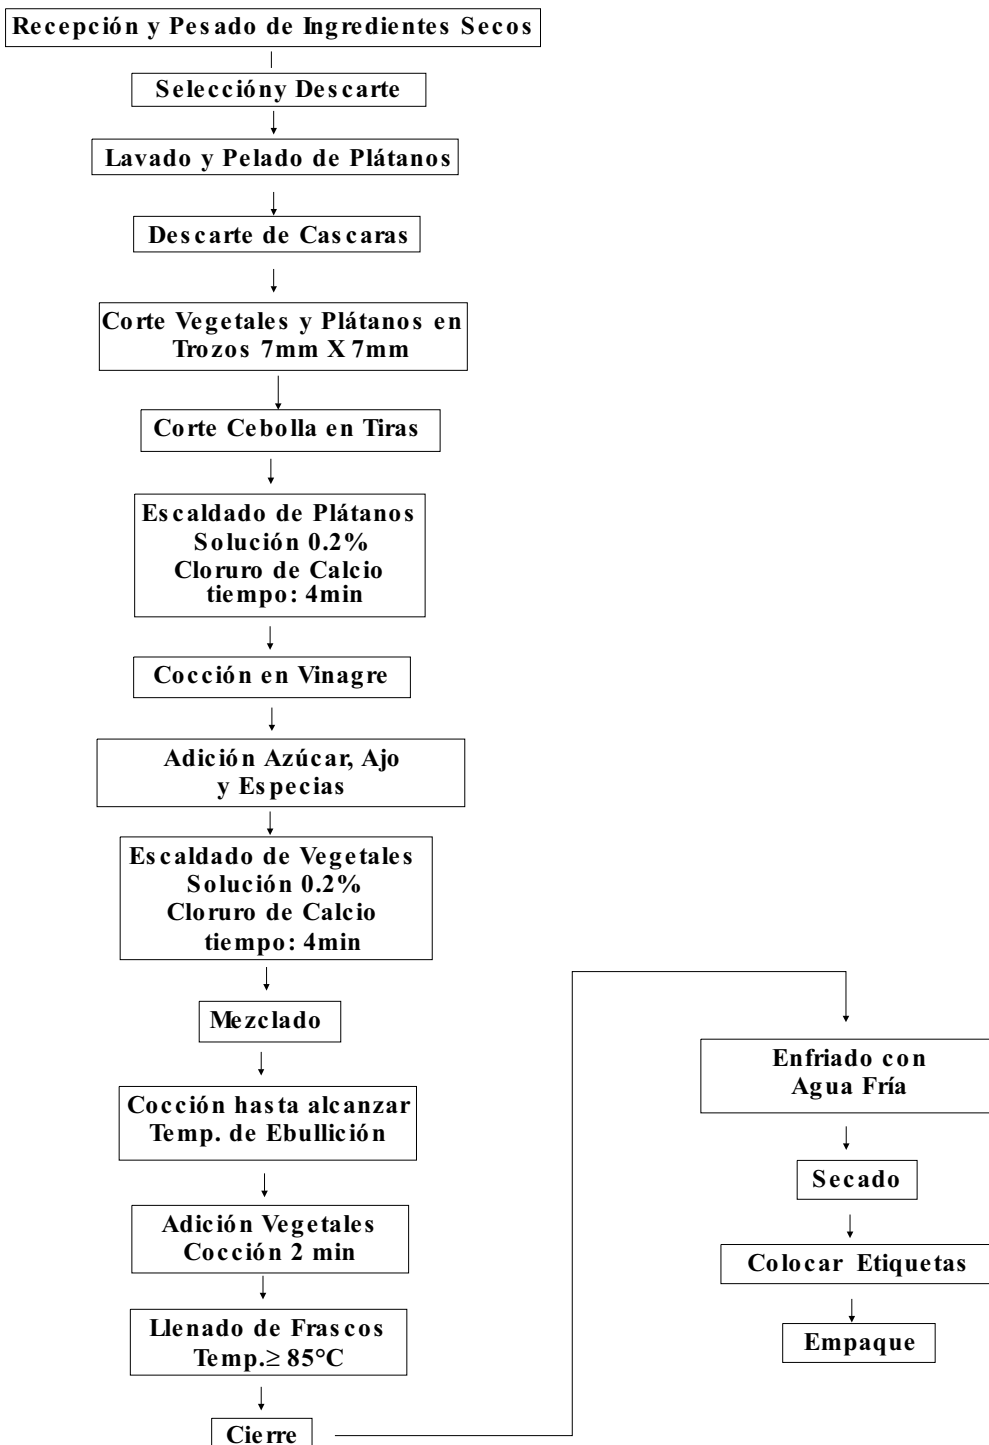 Recepción y Pesado de Ingredientes Secos
Seleccióny Descarte
Lavado y Pelado de Plátanos
Descarte de Cascaras
Corte Vegetales y Plátanos en
Trozos 7mm X 7mm
Corte Cebolla en Tiras
Escaldado de Plátanos
Solución 0.2%
Cloruro de Calcio
tiempo: 4min
Cocción en Vinagre
Adición Azúcar, Ajo
y Especias
Escaldado de Vegetales
Solución 0.2%
Cloruro de Calcio
tiempo: 4min
Mezclado
Cocción hasta alcanzar
Temp. de Ebullición
Adición Vegetales
Cocción 2 min
Llenado de Frascos
Temp.≥ 85°C
Cierre
Enfriado con
Agua Fría
Secado
Colocar Etiquetas
Empaque